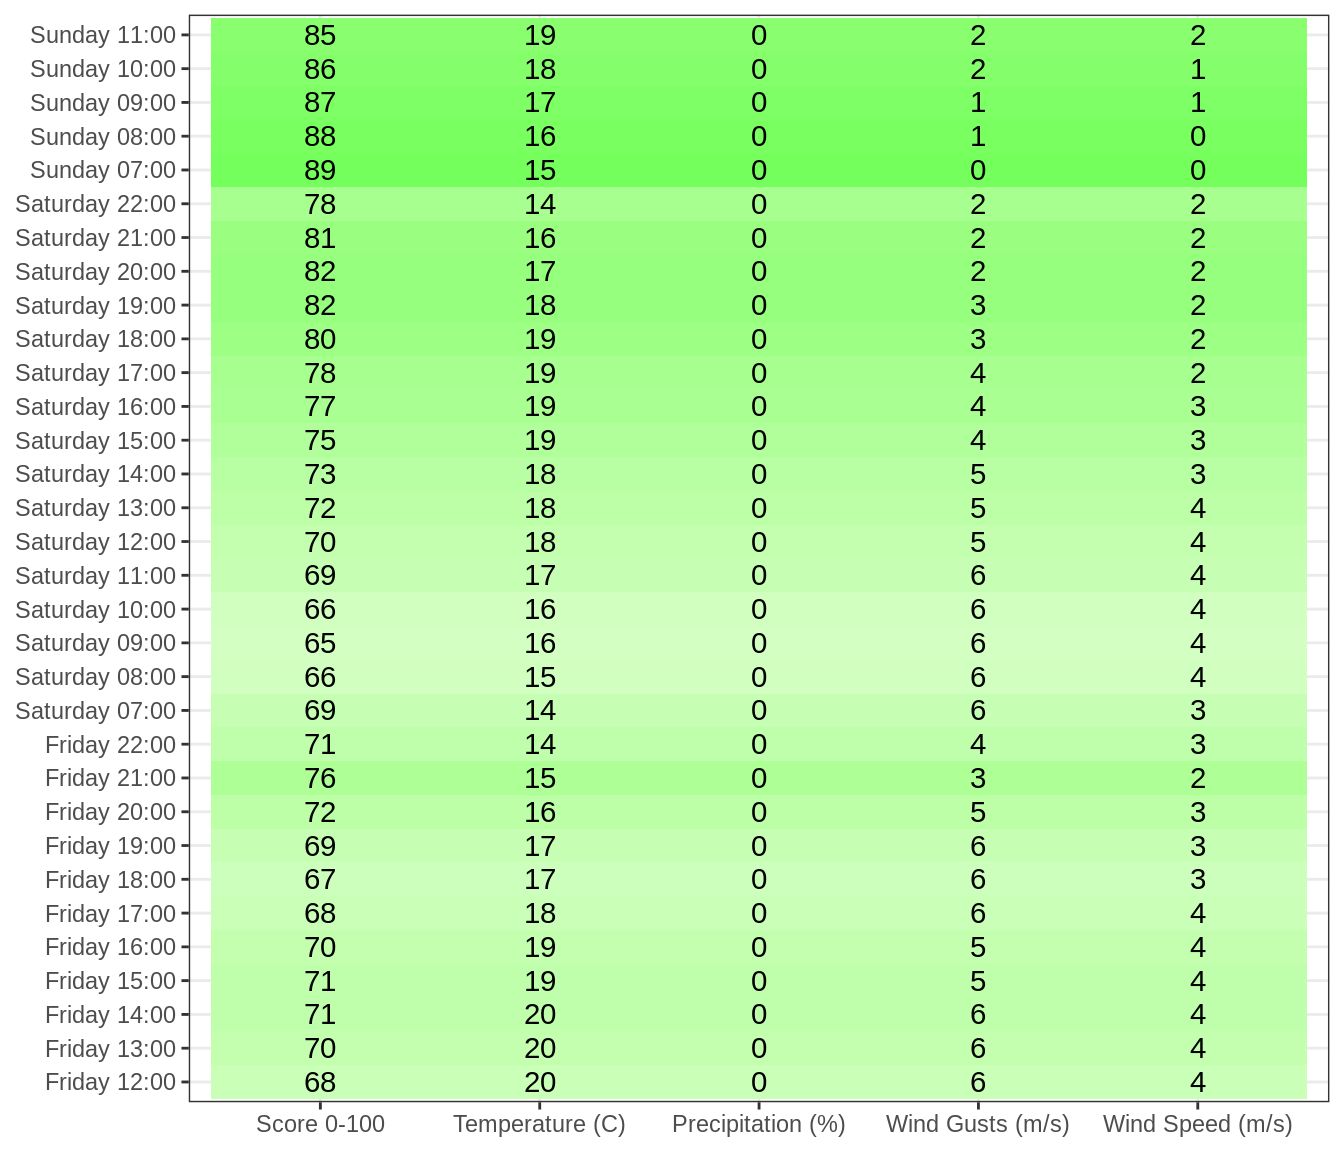 Sunday 11:00 85 19 0 2 2
Sunday 10:00 86 18 0 2 1
Sunday 09:00 87 17 0 1 1
Sunday 08:00 88 16 0 1 0
Sunday 07:00 89 15 0 0 0
Saturday 22:00 78 14 0 2 2
Saturday 21:00 81 16 0 2 2
Saturday 20:00 82 17 0 2 2
Saturday 19:00 82 18 0 3 2
Saturday 18:00 80 19 0 3 2
Saturday 17:00 78 19 0 4 2
Saturday 16:00 77 19 0 4 3
Saturday 15:00 75 19 0 4 3
Saturday 14:00 73 18 0 5 3
Saturday 13:00 72 18 0 5 4
Saturday 12:00 70 18 0 5 4
Saturday 11:00 69 17 0 6 4
Saturday 10:00 66 16 0 6 4
Saturday 09:00 65 16 0 6 4
Saturday 08:00 66 15 0 6 4
Saturday 07:00 69 14 0 6 3
Friday 22:00 71 14 0 4 3
Friday 21:00 76 15 0 3 2
Friday 20:00 72 16 0 5 3
Friday 19:00 69 17 0 6 3
Friday 18:00 67 17 0 6 3
Friday 17:00 68 18 0 6 4
Friday 16:00 70 19 0 5 4
Friday 15:00 71 19 0 5 4
Friday 14:00 71 20 0 6 4
Friday 13:00 70 20 0 6 4
Friday 12:00 68 20 0 6 4
Score 0-100 Temperature (C) Precipitation (%) Wind Gusts (m/s) Wind Speed (m/s)